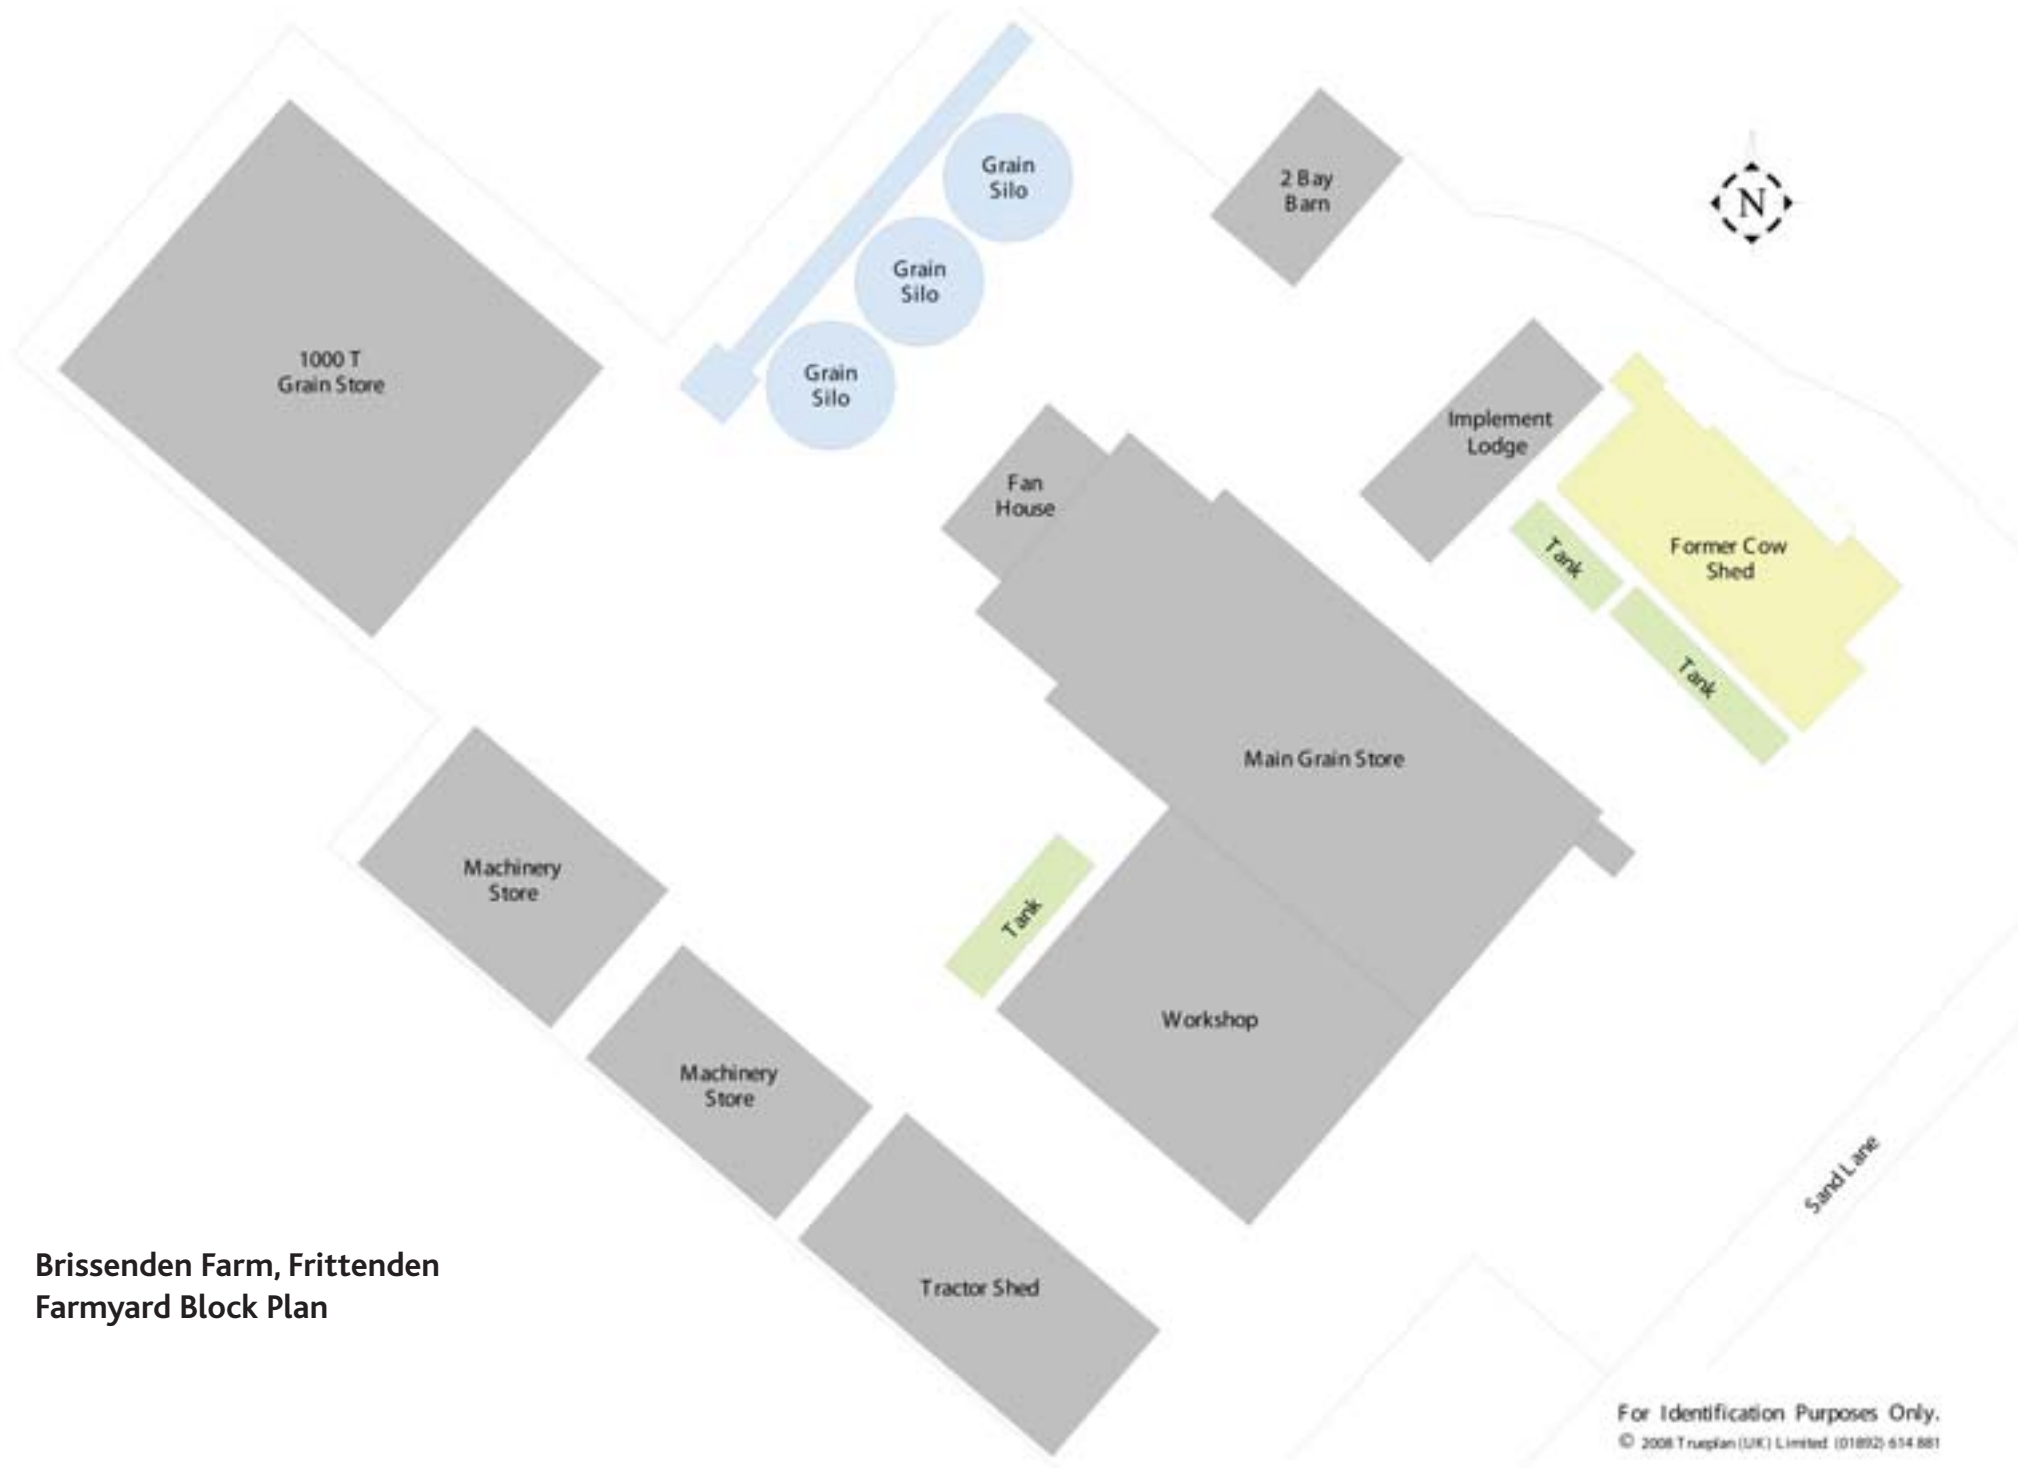 Grain
Silo
2 Bay
Barn
N
Grain
Silo
1000 T
Grain Store
Grain
Silo
Implement
Lodge
Fan
House
Former Cow
Shed
Tank
Tank
Main Grain Store
Machinery
Store
Tank
Workshop
Machinery
Store
Sand Lane
Tractor Shed
Brissenden Farm, Frittenden
Farmyard Block Plan
For Identification Purposes Only.
© 2008 Trueplan (UK) Limited (01892) 614 881